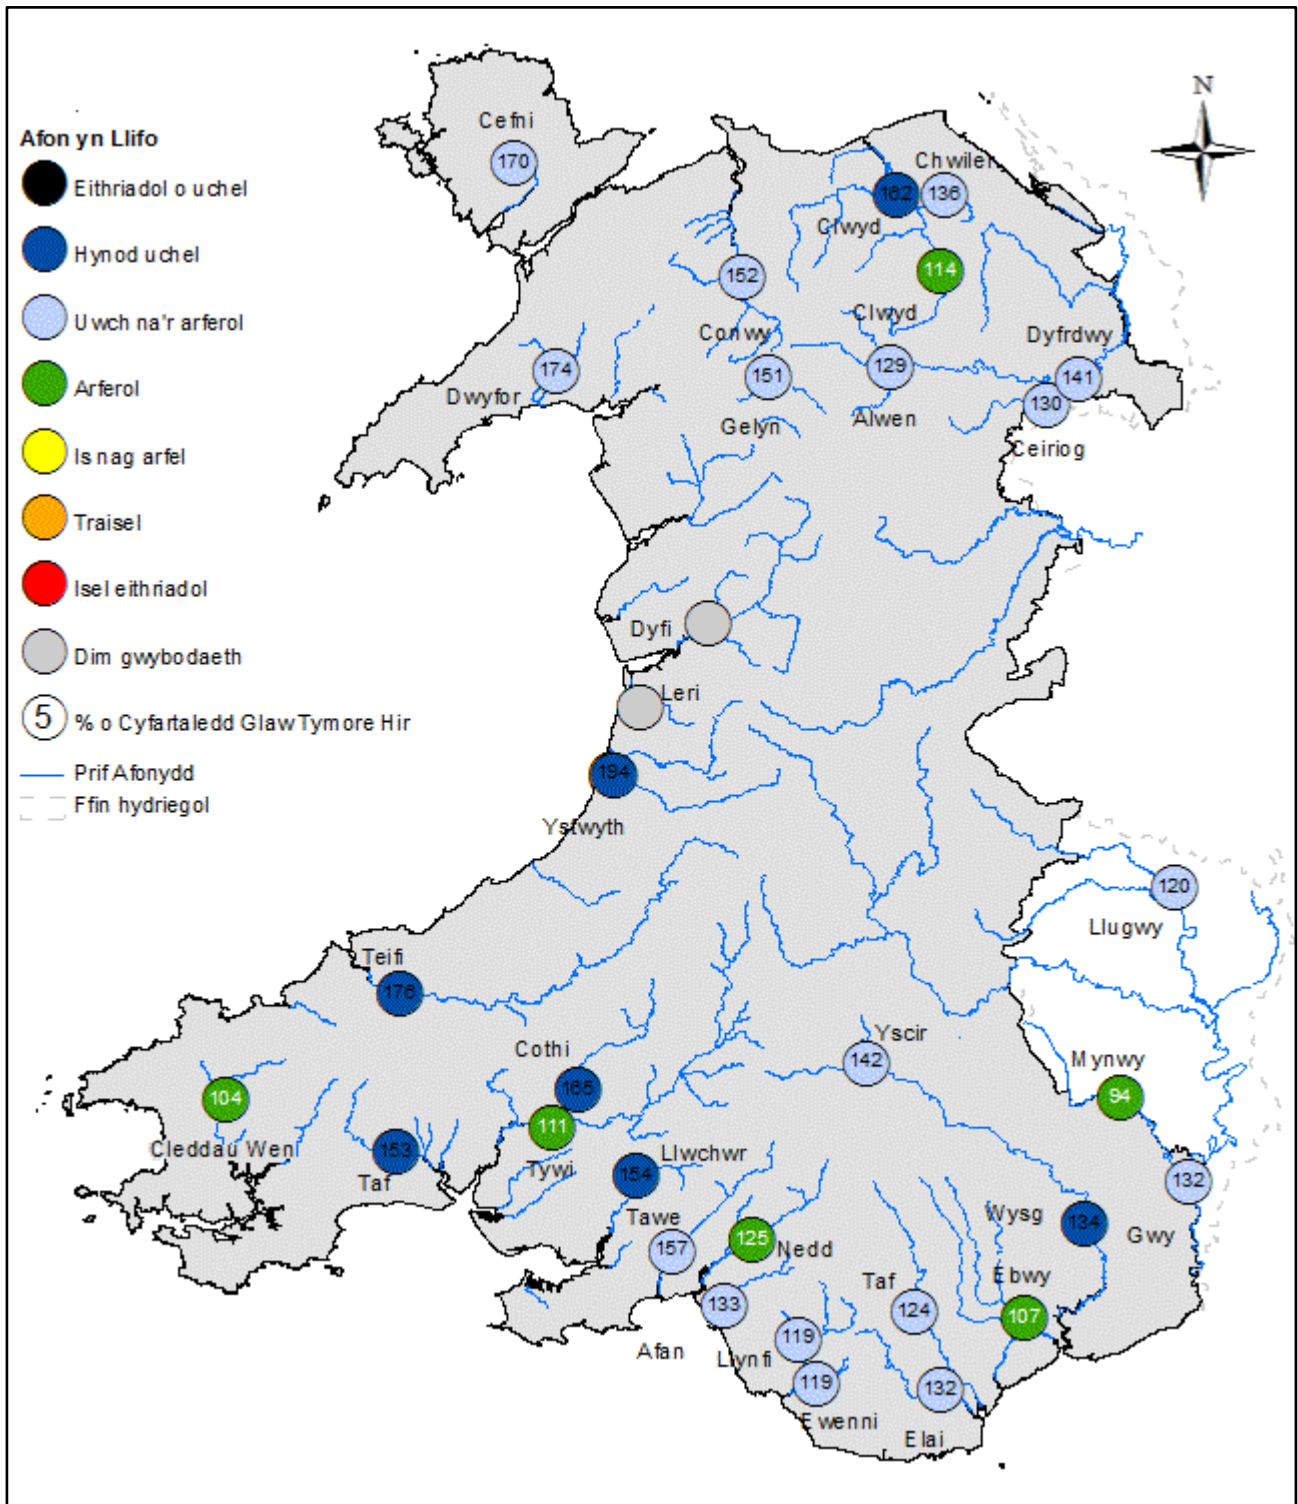 N
Cefni
170
Afon yn Llifo
Eithriadol o uchel
Hynod uchel
Uwch na'r arferol
Arferol
Is nag arfel
Traisel
Isel eithriadol
Dim gwybodaeth
5 % o Cyfartaledd Glaw Tymore Hir
Prif Afonydd
Ffin hydriegol
Chwiler
162
136
Clwyd
114
152
Clwyd
Conwy
Dyfrdwy
174
151
129
141
130
Dwyfor
Gelyn
Alwen
Ceiriog
Dyfi
Leri
194
Ystwyth
120
Llugwy
Teifi
176
Cothi
Yscir
142
Mynwy
165
94
104
111
Cleddau Wen
153
Taf
Tywi
Llwchwr
154
132
Tawe
Wysg
134
Gwy
125
157
Nedd
Taf
Ebwy
133
124
107
Afan
119
Llynfi
119
132
Ewenni
Elai